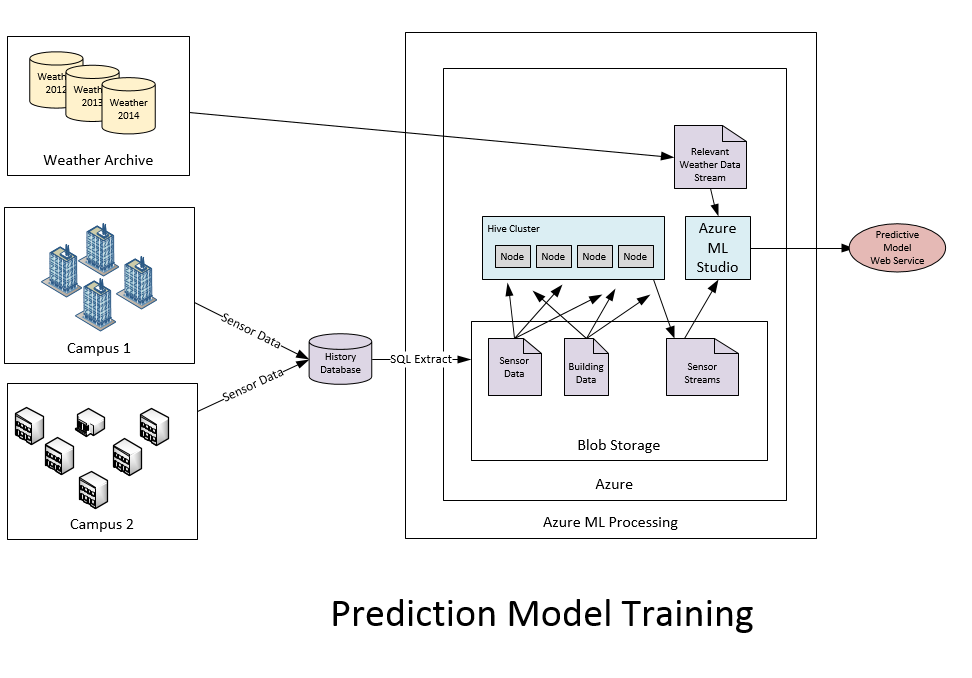 Weath
2012
Weath
2013
Weather
2014
Weather Archive
Campus 1
Campus 2
Sensor Data
Sensor Data
History
Database
SQL Extract
Relevant
Weather Data
Stream
Hive Cluster
Node Node Node Node
Azure
ML
Studio
Predictive
Model
Web Service
Sensor
Data
Building
Data
Sensor
Streams
Blob Storage
Azure
Azure ML Processing
Prediction Model Training